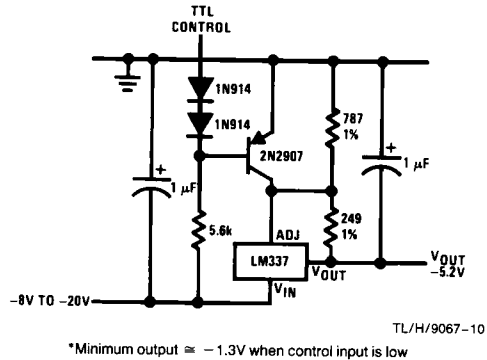 TTL
CONTROL
1N914
1N914
787
1%
2N2907
+
1 μF
+
1 μF
5.6k
249
1%
ADJ
LM337
VOUT
VIN
VOUT
-5.2V
-8V TO -20V
TL/H/9067-10
*Minimum output ≅ -1.3V when control input is low